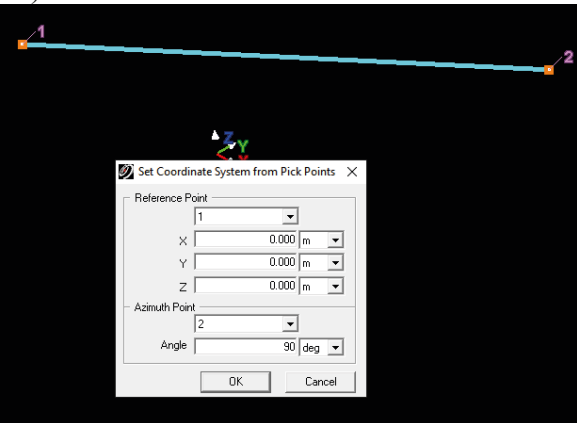 1
2
Z
Y
X
Set Coordinate System from Pick Points
Reference Point
1
X 0.000 m
Y 0.000 m
Z 0.000 m
Azimuth Point
2
Angle 90 deg
OK Cancel